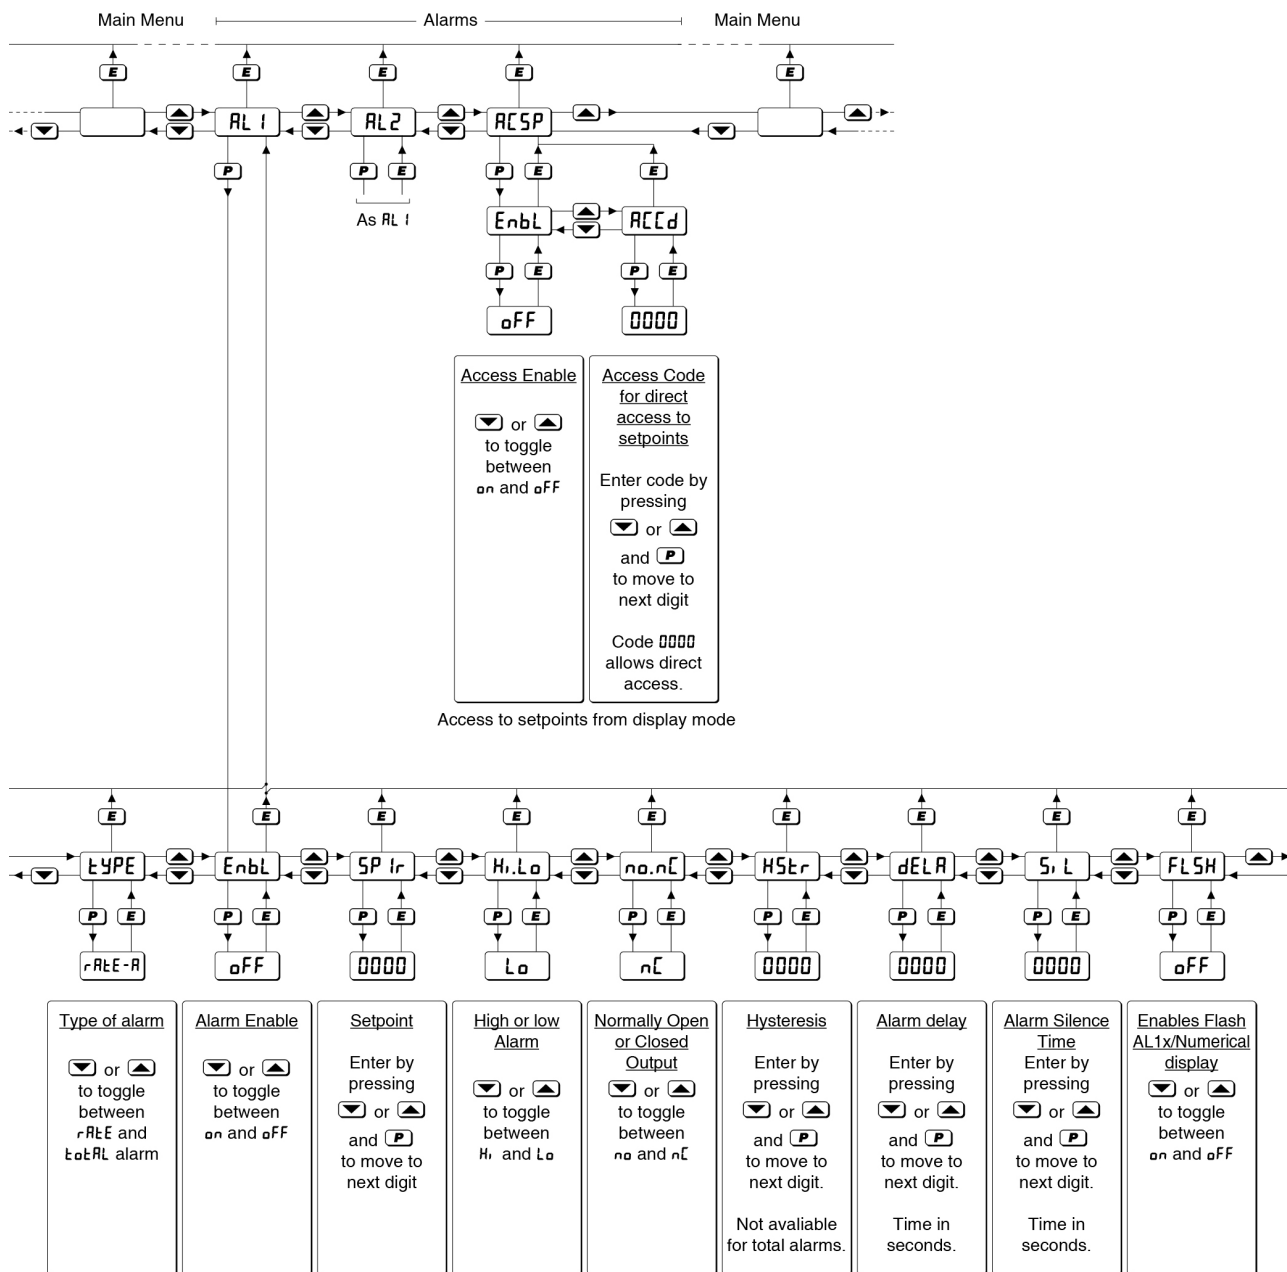 Main Menu Alarms Main Menu
E E E E E
AL1 AL2 ACSP
P P E P E E
As AL1
EnbL ACCd
P E P E
oFF 0000
Access Enable
or
to toggle
between
on and oFF
Access Code
for direct
access to
setpoints
Enter code by
pressing
or
and P
to move to
next digit
Code 0000
allows direct
access.
Access to setpoints from display mode
E E E E E E E E E
tYPE EnbL SP1r Hi.Lo no.nC HStr dELA Si L FLSH
P E P E P E P E P E P E P E P E P E
rAtE-A oFF 0000 Lo nC 0000 0000 0000 oFF
Type of alarm
or
to toggle
between
rAtE and
totAL alarm
Alarm Enable
or
to toggle
between
on and oFF
Setpoint
Enter by
pressing
or
and P
to move to
next digit
High or low
Alarm
or
to toggle
between
Hi and Lo
Normally Open
or Closed
Output
or
to toggle
between
no and nC
Hysteresis
Enter by
pressing
or
and P
to move to
next digit.
Not avaliable
for total alarms.
Alarm delay
Enter by
pressing
or
and P
to move to
next digit.
Time in
seconds.
Alarm Silence
Time
Enter by
pressing
or
and P
to move to
next digit.
Time in
seconds.
Enables Flash
AL1x/Numerical
display
or
to toggle
between
on and oFF